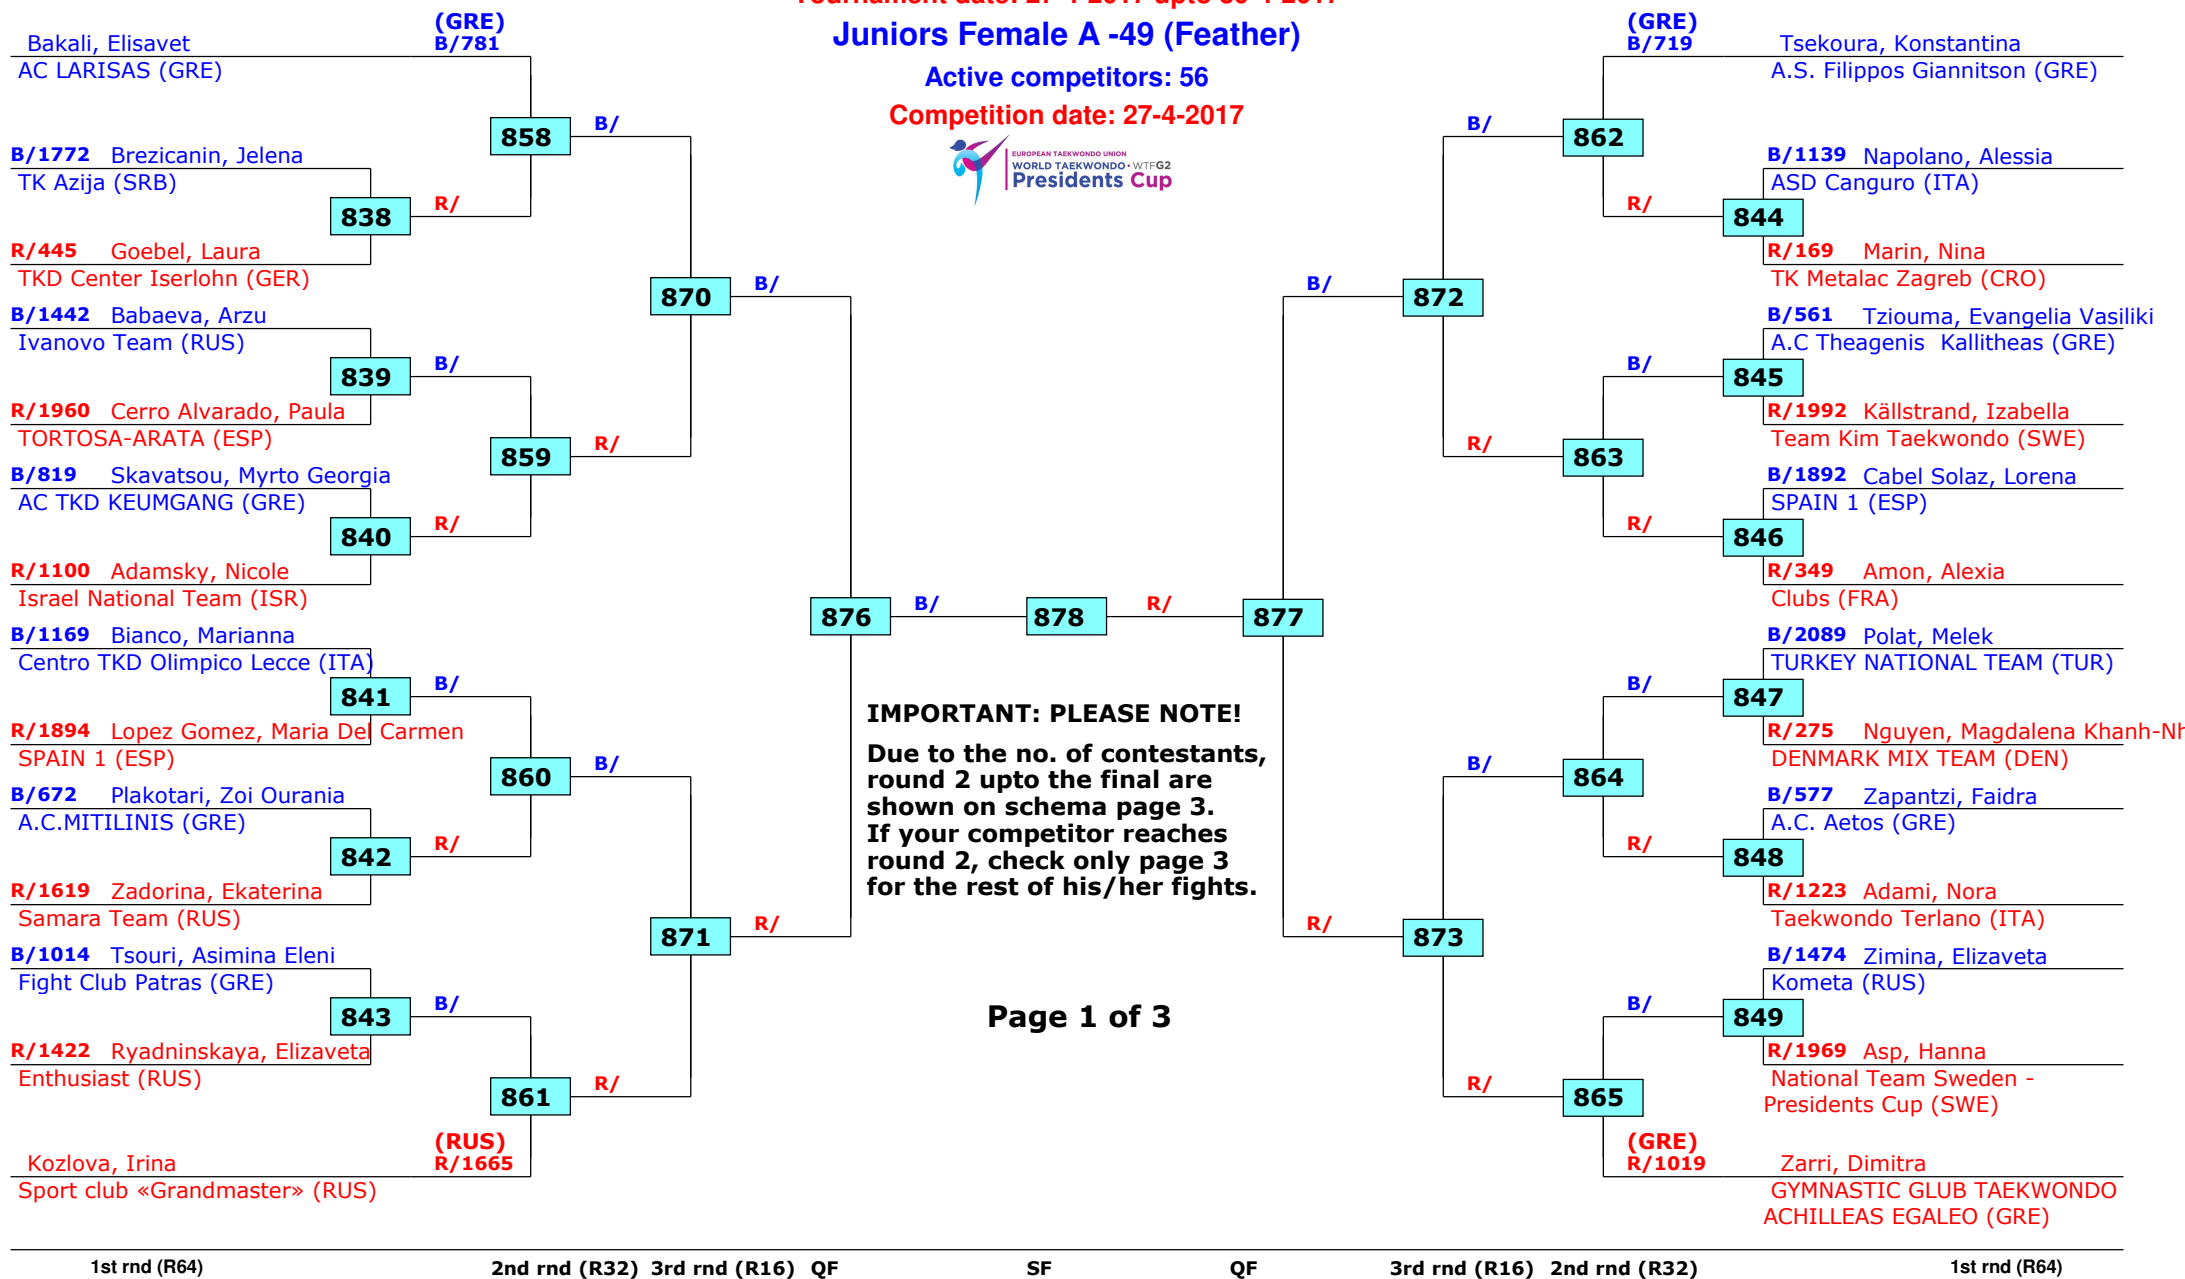 Tournament date: 27-4-2017 upto 30-4-2017
Juniors Female A -49 (Feather)
Active competitors: 56
Competition date: 27-4-2017
EUROPEAN TAEKWONDO UNION
WORLD TAEKWONDO • WTFG2
Presidents Cup
(GRE)
Bakali, Elisavet B/781
AC LARISAS (GRE)
858
B/
B/1772 Brezicanin, Jelena
TK Azija (SRB)
838
R/
R/445 Goebel, Laura
TKD Center Iserlohn (GER)
870
B/
B/1442 Babaeva, Arzu
Ivanovo Team (RUS)
839
B/
R/1960 Cerro Alvarado, Paula
TORTOSA-ARATA (ESP)
859
R/
B/819 Skavatsou, Myrto Georgia
AC TKD KEUMGANG (GRE)
840
R/
R/1100 Adamsky, Nicole
Israel National Team (ISR)
876
B/
878
R/
877
B/1169 Bianco, Marianna
Centro TKD Olimpico Lecce (ITA)
841
B/
R/1894 Lopez Gomez, Maria Del Carmen
SPAIN 1 (ESP)
860
B/
B/672 Plakotari, Zoi Ourania
A.C.MITILINIS (GRE)
842
R/
R/1619 Zadorina, Ekaterina
Samara Team (RUS)
871
R/
B/1014 Tsouri, Asimina Eleni
Fight Club Patras (GRE)
843
B/
R/1422 Ryadninskaya, Elizaveta
Enthusiast (RUS)
861
R/
(RUS)
Kozlova, Irina R/1665
Sport club «Grandmaster» (RUS)
IMPORTANT: PLEASE NOTE!
Due to the no. of contestants,
round 2 upto the final are
shown on schema page 3.
If your competitor reaches
round 2, check only page 3
for the rest of his/her fights.
Page 1 of 3
(GRE)
B/719 Tsekoura, Konstantina
A.S. Filippos Giannitson (GRE)
B/
862
B/1139 Napolano, Alessia
ASD Canguro (ITA)
R/
844
R/169 Marin, Nina
TK Metalac Zagreb (CRO)
B/
872
B/561 Tziouma, Evangelia Vasiliki
A.C Theagenis Kallitheas (GRE)
B/
845
R/1992 Källstrand, Izabella
Team Kim Taekwondo (SWE)
R/
863
B/1892 Cabel Solaz, Lorena
SPAIN 1 (ESP)
R/
846
R/349 Amon, Alexia
Clubs (FRA)
B/2089 Polat, Melek
TURKEY NATIONAL TEAM (TUR)
B/
847
R/275 Nguyen, Magdalena Khanh-Nh
DENMARK MIX TEAM (DEN)
B/
864
B/577 Zapantzi, Faidra
A.C. Aetos (GRE)
R/
848
R/1223 Adami, Nora
Taekwondo Terlano (ITA)
R/
873
B/1474 Zimina, Elizaveta
Kometa (RUS)
B/
849
R/1969 Asp, Hanna
National Team Sweden -
Presidents Cup (SWE)
R/
865
(GRE)
R/1019 Zarri, Dimitra
GYMNASTIC GLUB TAEKWONDO
ACHILLEAS EGALEO (GRE)
1st rnd (R64) 2nd rnd (R32) 3rd rnd (R16) QF SF QF 3rd rnd (R16) 2nd rnd (R32) 1st rnd (R64)